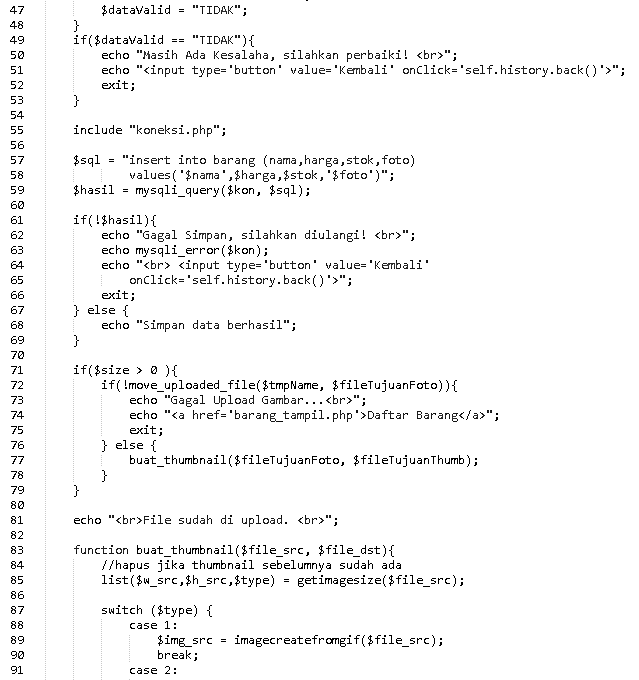 47 $dataValid = "TIDAK";
48 }
49 if($dataValid == "TIDAK"){
50 echo "Masih Ada Kesalaha, silahkan perbaiki! <br>";
51 echo "<input type='button' value='Kembali' onClick='self.history.back()'>";
52 exit;
53 }
54
55 include "koneksi.php";
56
57 $sql = "insert into barang (nama,harga,stok,foto)
58 values('$nama',$harga,$stok,'$foto')";
59 $hasil = mysqli_query($kon, $sql);
60
61 if(!$hasil){
62 echo "Gagal Simpan, silahkan diulangi! <br>";
63 echo mysqli_error($kon);
64 echo "<br> <input type='button' value='Kembali'
65 onClick='self.history.back()'>";
66 exit;
67 } else {
68 echo "Simpan data berhasil";
69 }
70
71 if($size > 0 ){
72 if(!move_uploaded_file($tmpName, $fileTujuanFoto)){
73 echo "Gagal Upload Gambar...<br>";
74 echo "<a href='barang_tampil.php'>Daftar Barang</a>";
75 exit;
76 } else {
77 buat_thumbnail($fileTujuanFoto, $fileTujuanThumb);
78 }
79 }
80
81 echo "<br>File sudah di upload. <br>";
82
83 function buat_thumbnail($file_src, $file_dst){
84 //hapus jika thumbnail sebelumnya sudah ada
85 list($w_src,$h_src,$type) = getimagesize($file_src);
86
87 switch ($type) {
88 case 1:
89 $img_src = imagecreatefromgif($file_src);
90 break;
91 case 2: